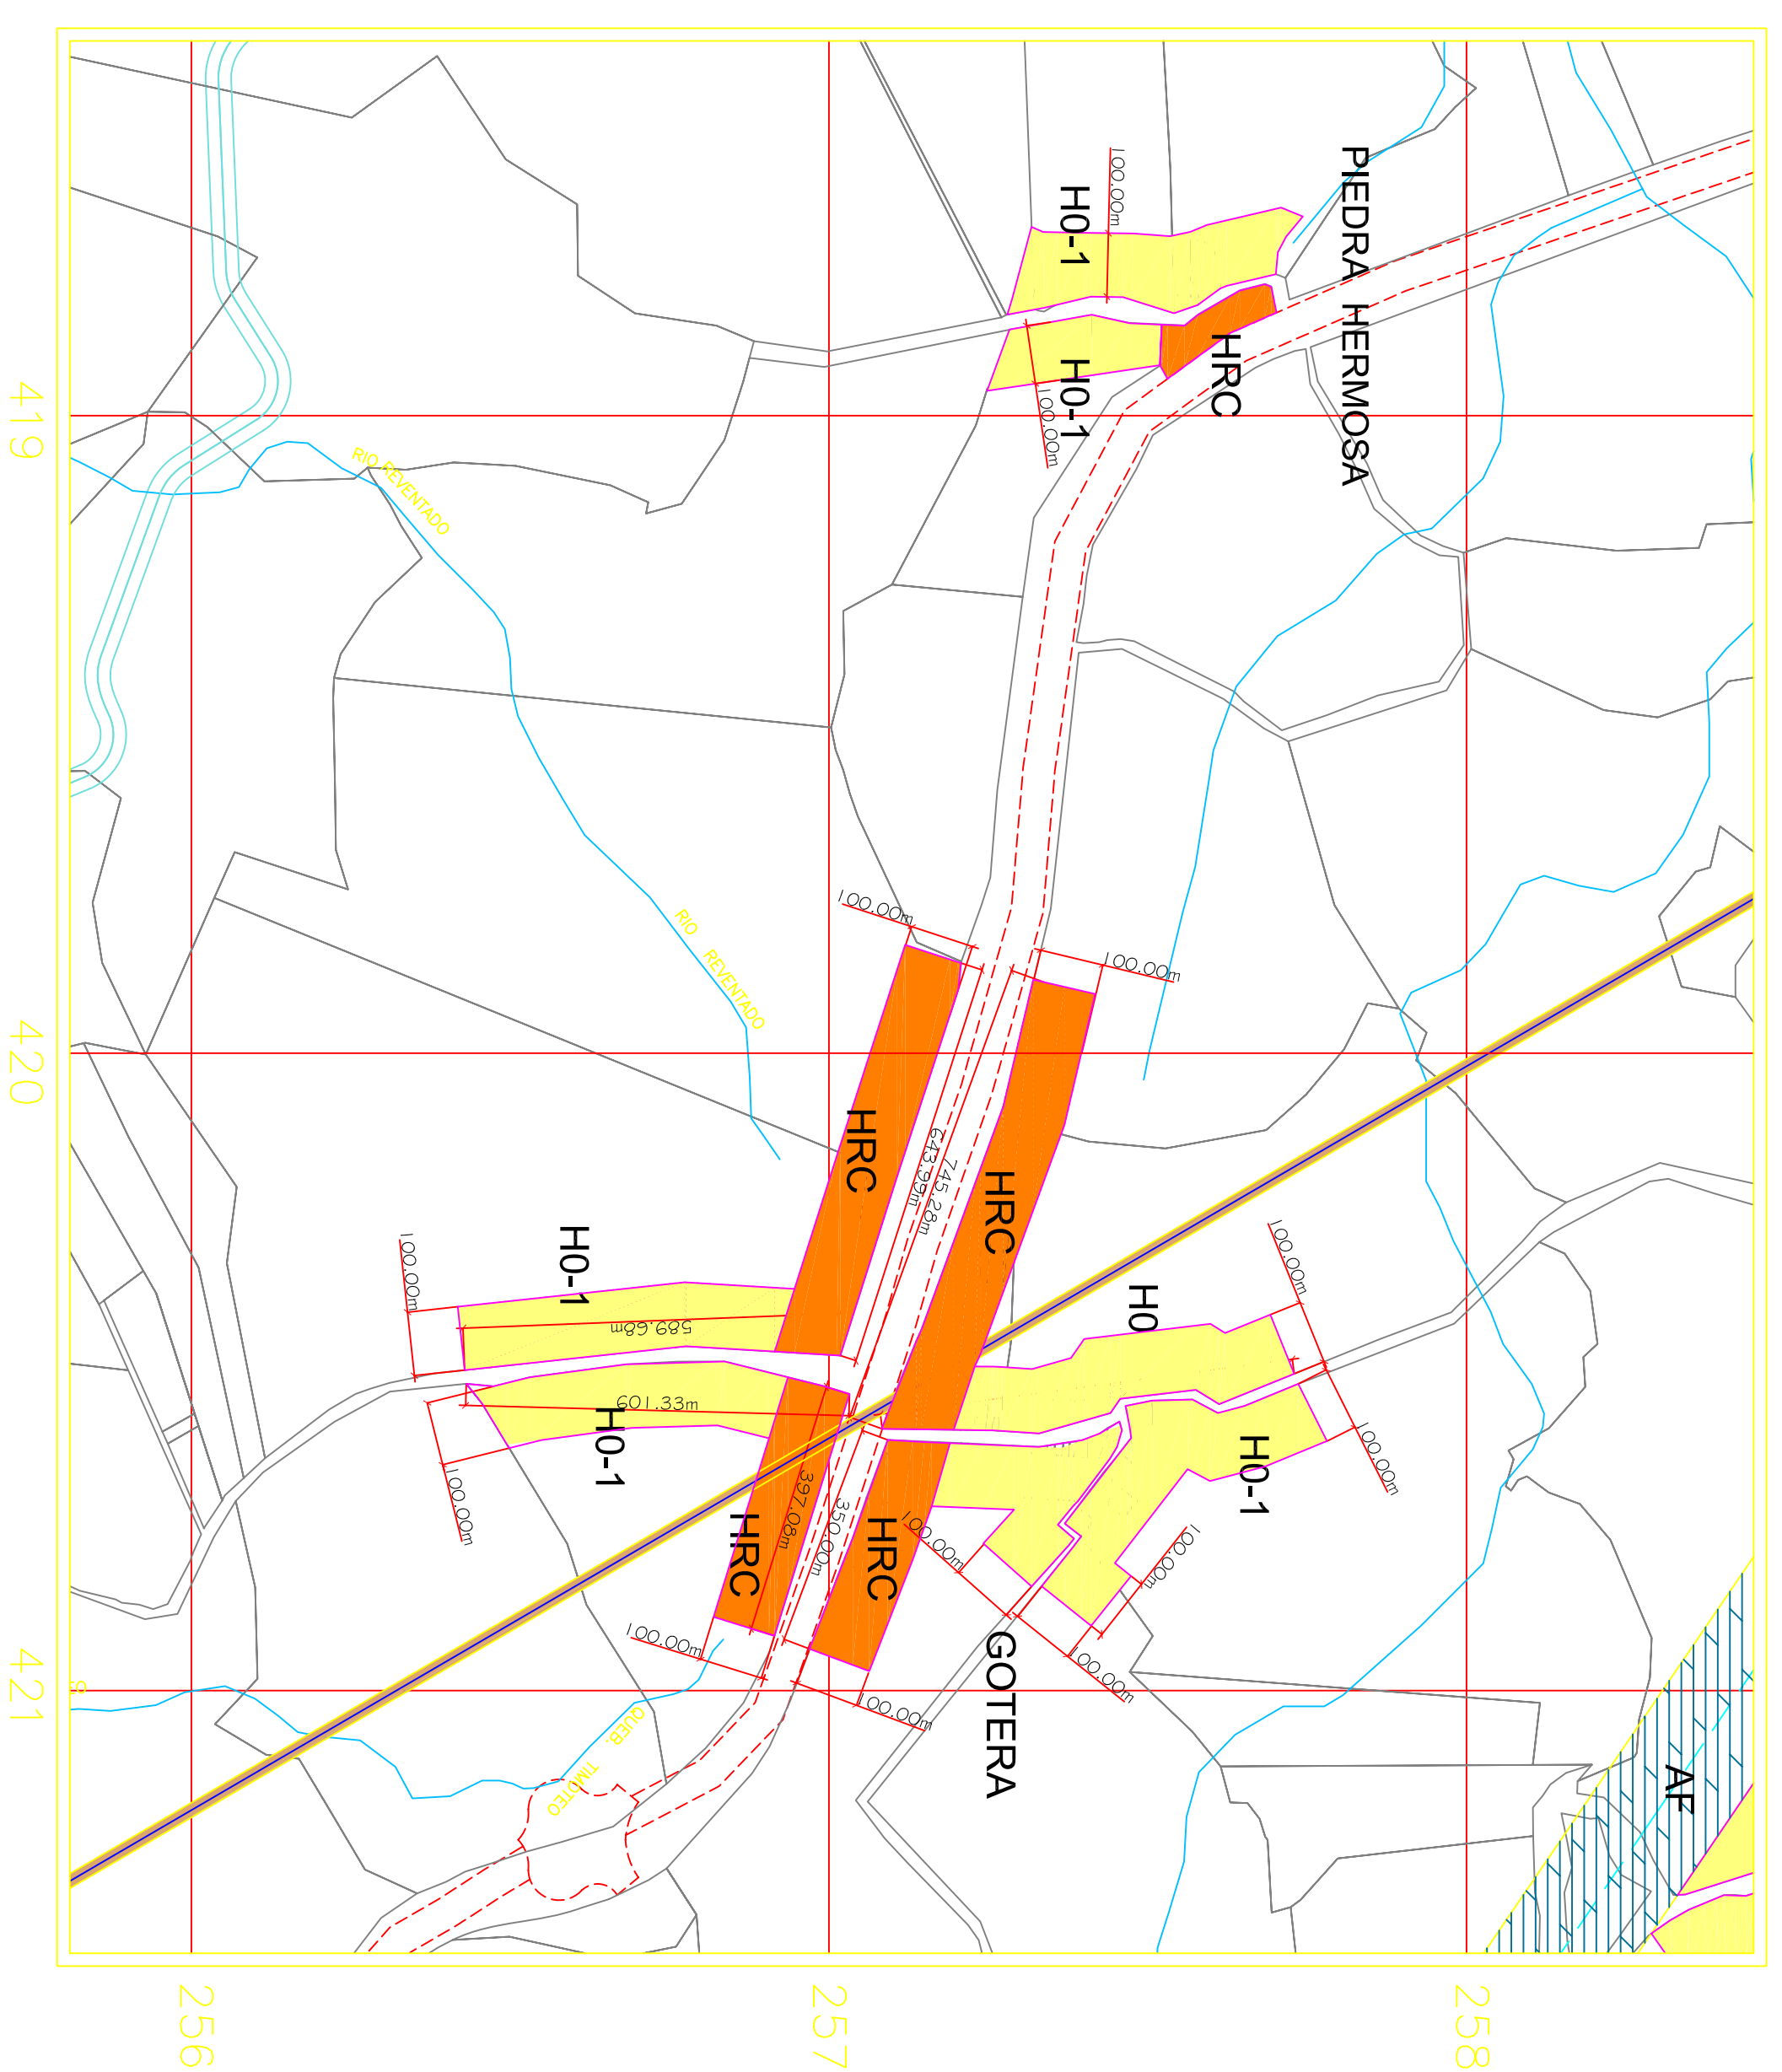 PIEDRA HERMOSA
100.00m
H0-1
HRC
H0-1
100.00m
419
RIO REVENTADO
RIO REVENTADO
100.00m
100.00m
420
HRC
HRC
643.99m
745.28m
H0-1
100.00m
589.68m
H0
100.00m
601.33m
H0-1
100.00m
H0-1
100.00m
397.08m
350.00m
HRC
HRC
100.00m
100.00m
100.00m
GOTERA
100.00m
100.00m
421
QUEB. TIMOTEO
AF
256
257
258